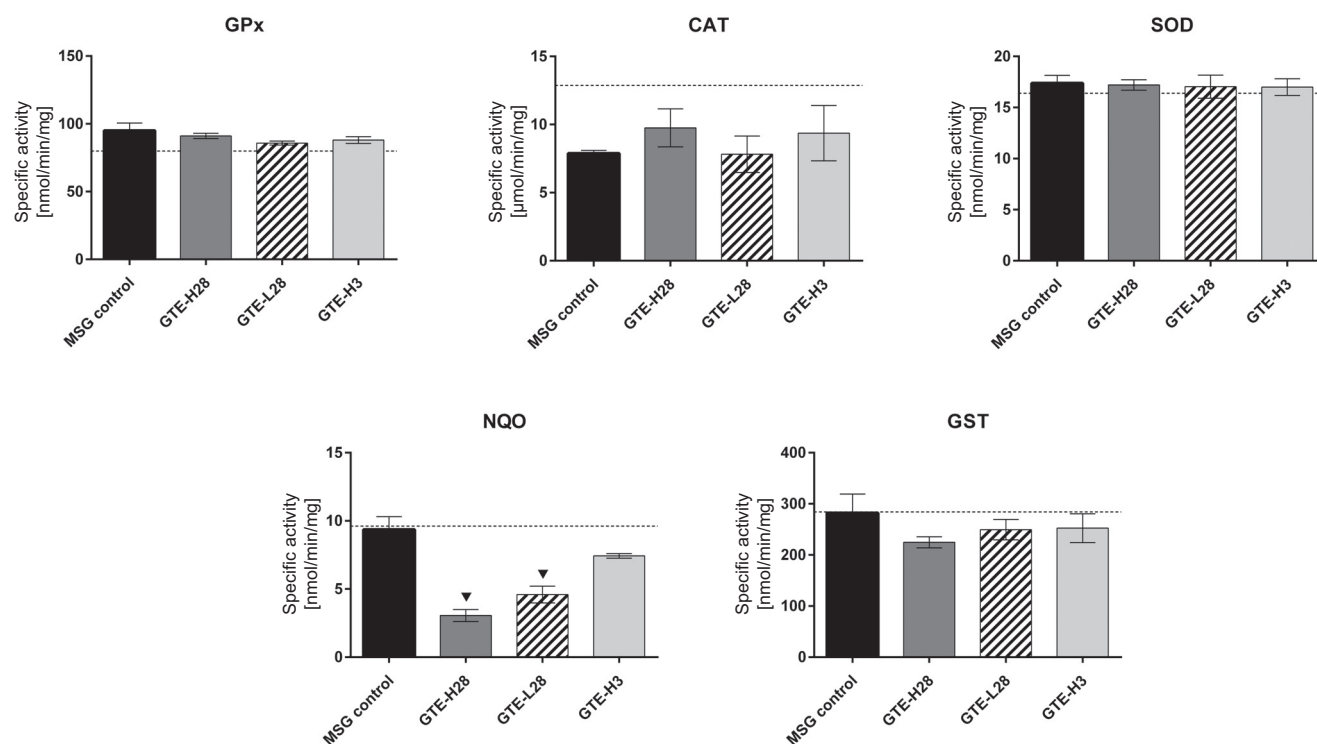 GPx
Specific activity
[nmol/min/mg]
150
100
50
0
MSG control
GTE-H28
GTE-L28
GTE-H3
CAT
Specific activity
[µmol/min/mg]
15
10
5
0
MSG control
GTE-H28
GTE-L28
GTE-H3
SOD
Specific activity
[nmol/min/mg]
20
15
10
5
0
MSG control
GTE-H28
GTE-L28
GTE-H3
NQO
Specific activity
[nmol/min/mg]
15
10
5
0
MSG control
GTE-H28
GTE-L28
GTE-H3
GST
Specific activity
[nmol/min/mg]
400
300
200
100
0
MSG control
GTE-H28
GTE-L28
GTE-H3